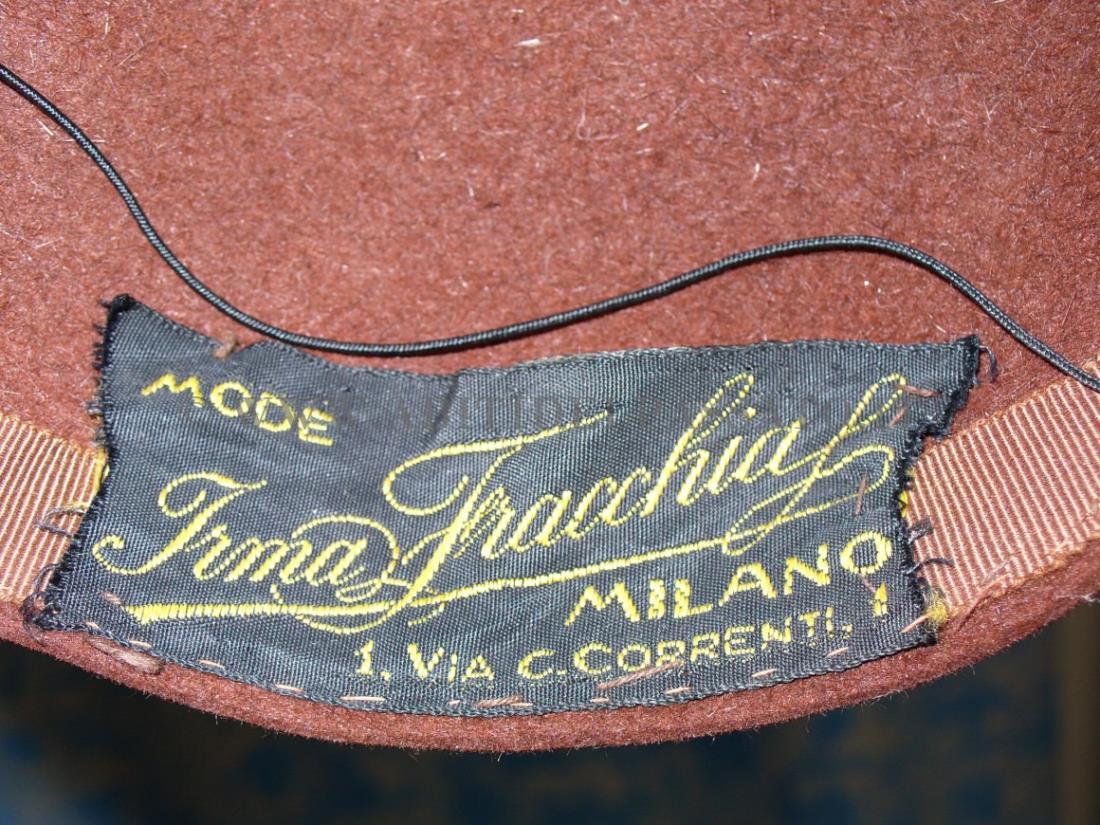 MODE
Irma Fracchia
MILANO
1, VIA C. CORRENTI, 1